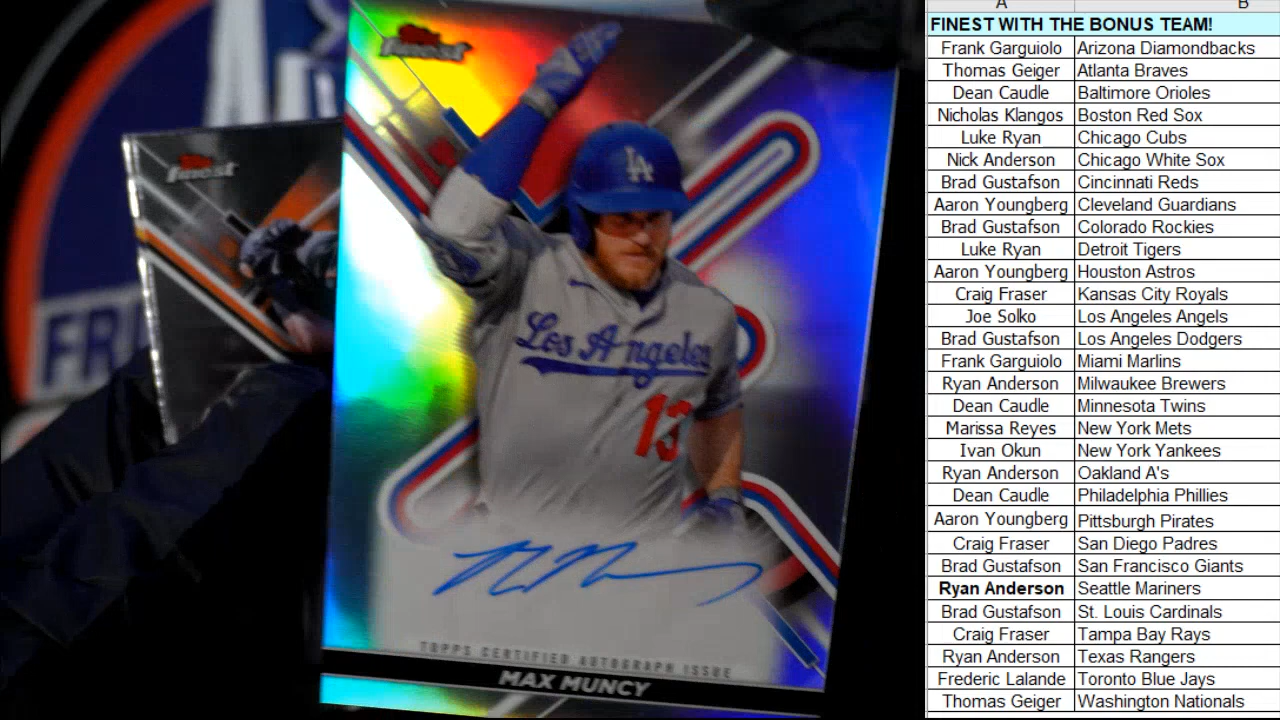 Finest
Finest
LA
Los Angeles
13
FR
TOPPS CERTIFIED AUTOGRAPH ISSUE
MAX MUNCY
A B
FINEST WITH THE BONUS TEAM!
Frank Garguiolo Arizona Diamondbacks
Thomas Geiger Atlanta Braves
Dean Caudle Baltimore Orioles
Nicholas Klangos Boston Red Sox
Luke Ryan Chicago Cubs
Nick Anderson Chicago White Sox
Brad Gustafson Cincinnati Reds
Aaron Youngberg Cleveland Guardians
Brad Gustafson Colorado Rockies
Luke Ryan Detroit Tigers
Aaron Youngberg Houston Astros
Craig Fraser Kansas City Royals
Joe Solko Los Angeles Angels
Brad Gustafson Los Angeles Dodgers
Frank Garguiolo Miami Marlins
Ryan Anderson Milwaukee Brewers
Dean Caudle Minnesota Twins
Marissa Reyes New York Mets
Ivan Okun New York Yankees
Ryan Anderson Oakland A's
Dean Caudle Philadelphia Phillies
Aaron Youngberg Pittsburgh Pirates
Craig Fraser San Diego Padres
Brad Gustafson San Francisco Giants
Ryan Anderson Seattle Mariners
Brad Gustafson St. Louis Cardinals
Craig Fraser Tampa Bay Rays
Ryan Anderson Texas Rangers
Frederic Lalande Toronto Blue Jays
Thomas Geiger Washington Nationals